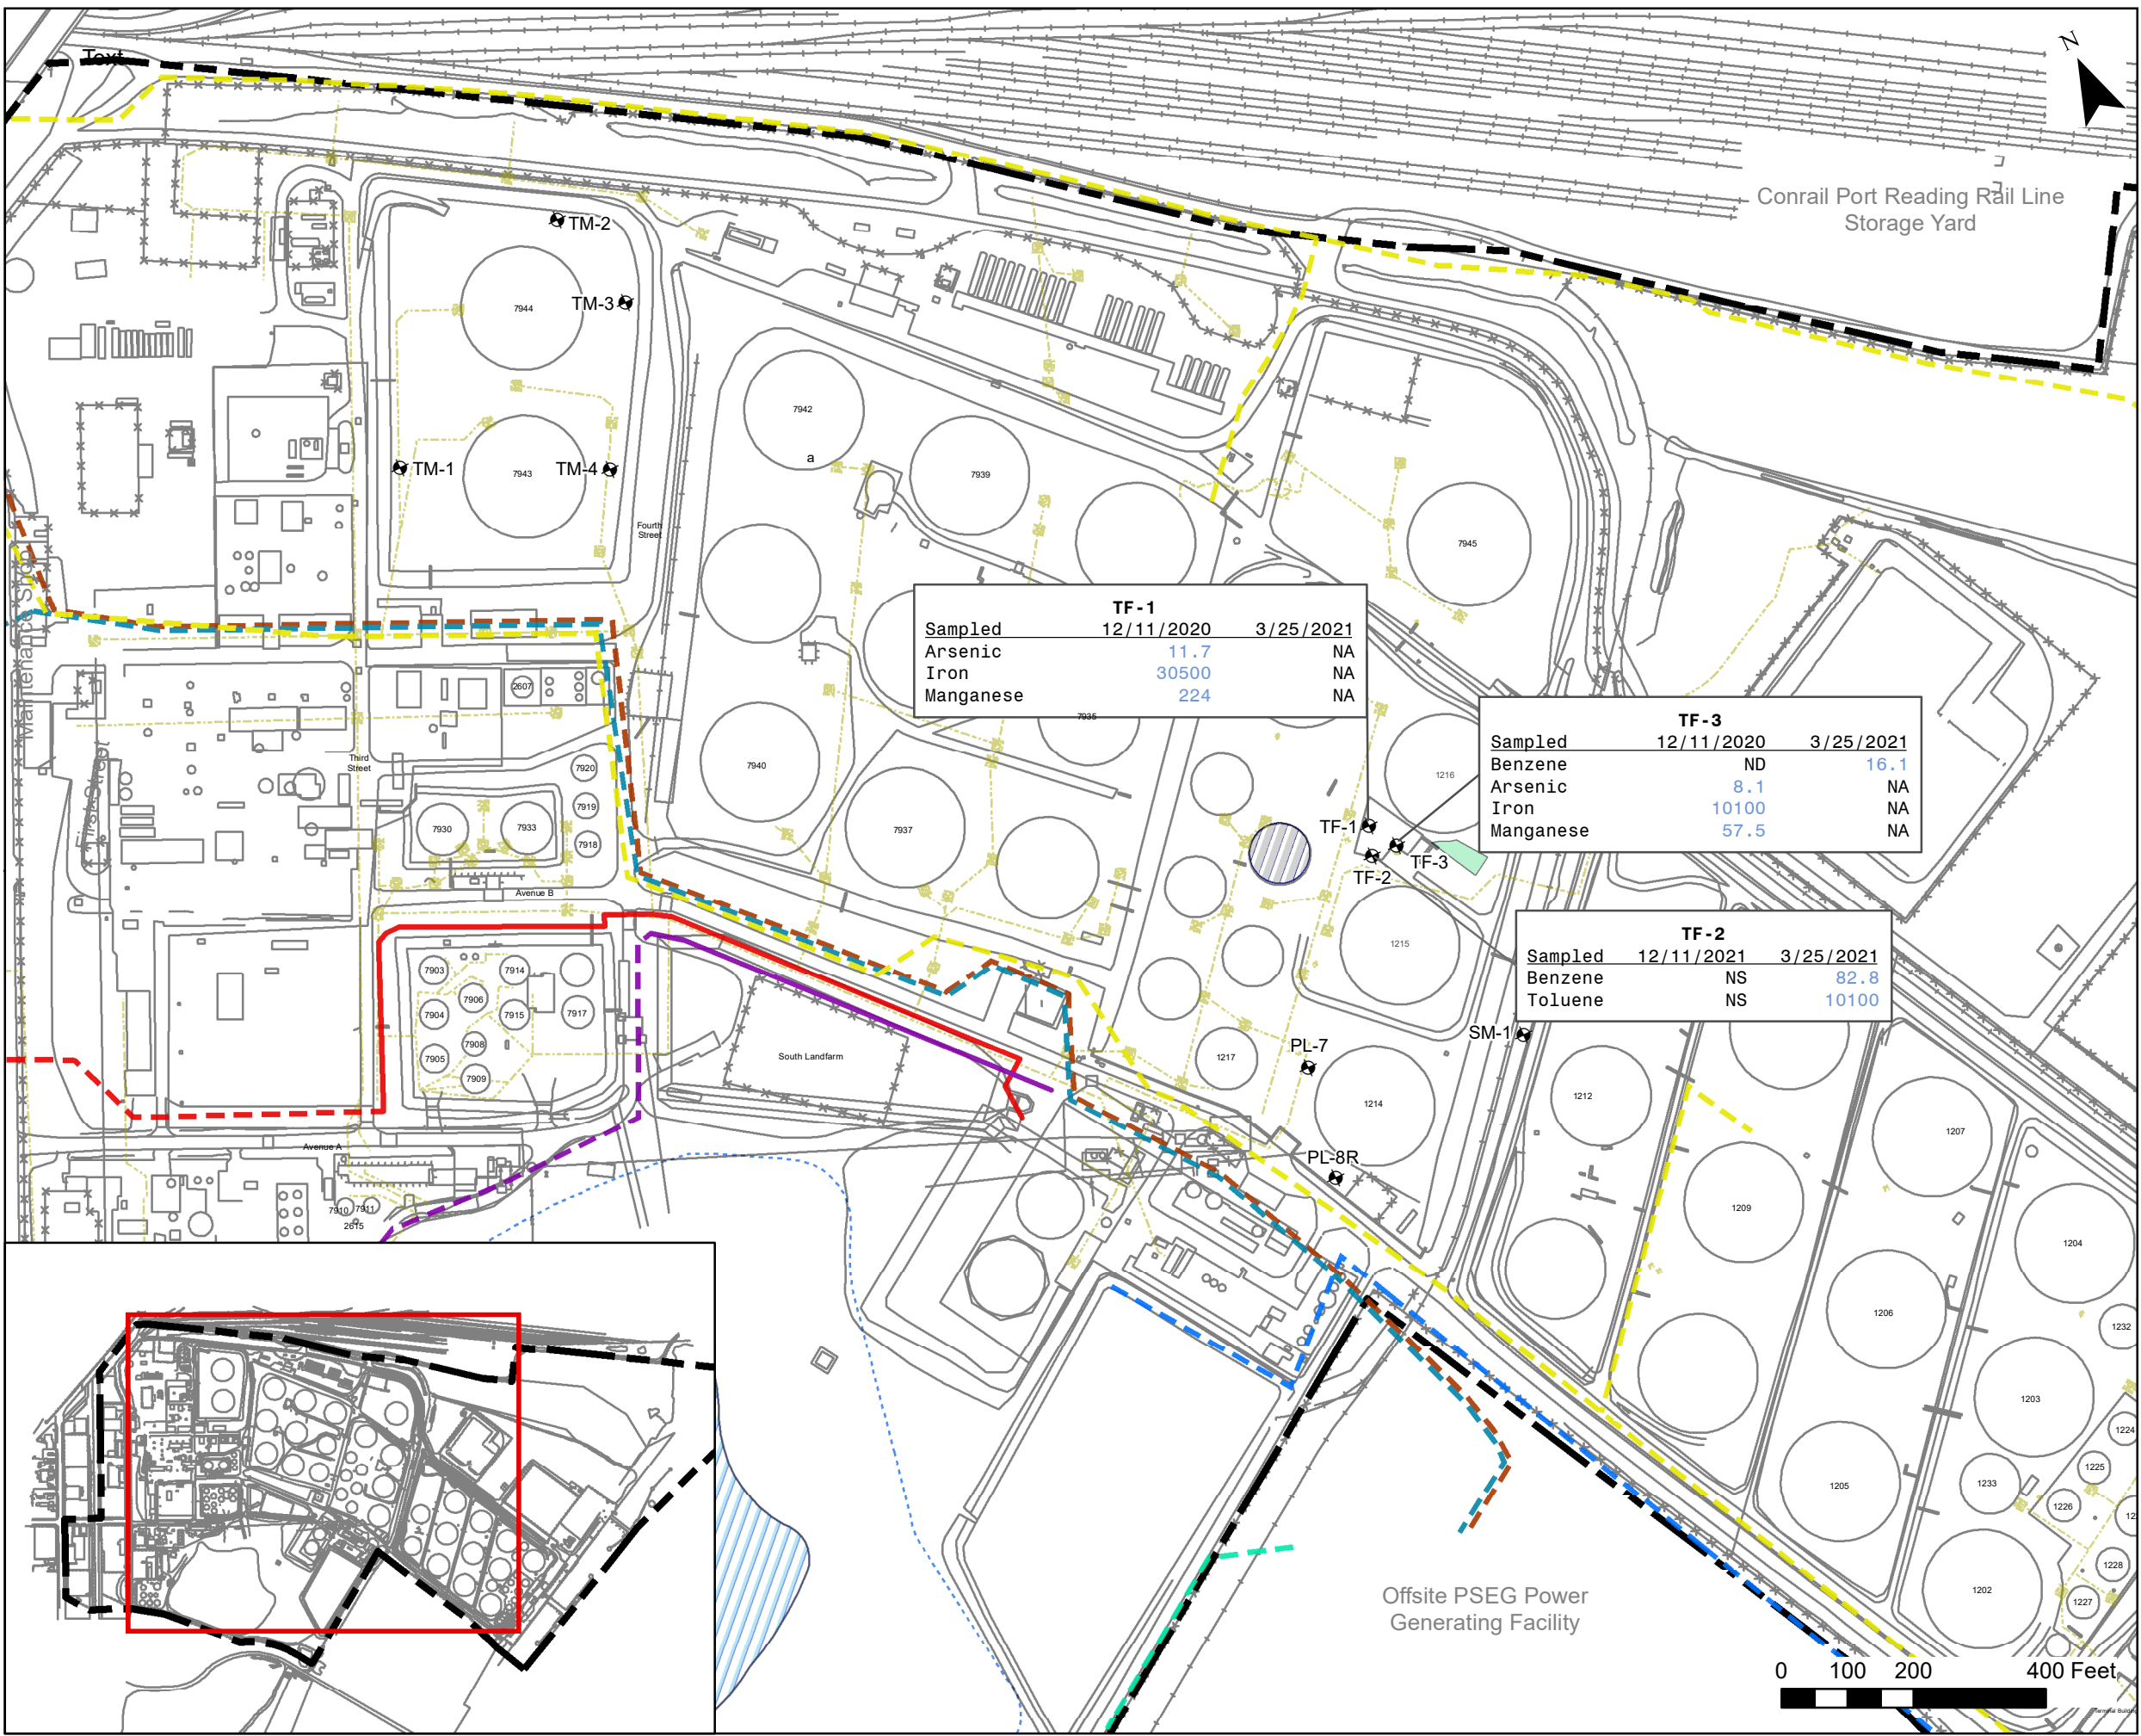 Text
N
Conrail Port Reading Rail Line
Storage Yard
TM-2
TM-3
7944
7942
a
7939
TM-1
7943
TM-4
Fourth
Street
7945
TF-1
Sampled 12/11/2020 3/25/2021
Arsenic 11.7 NA
Iron 30500 NA
Manganese 224 NA
Maintenance Shop
First Street
2607
7935
TF-3
Sampled 12/11/2020 3/25/2021
Benzene ND 16.1
Arsenic 8.1 NA
Iron 10100 NA
Manganese 57.5 NA
Third
Street
7920
7940
1216
7919
7930
7933
7918
7937
TF-1
TF-3
TF-2
Avenue B
1215
TF-2
Sampled 12/11/2021 3/25/2021
Benzene NS 82.8
Toluene NS 10100
7903
7914
7906
7904
7915
7917
7908
7905
7909
South Landfarm
1217
PL-7
SM-1
1214
1212
1207
Avenue A
PL-8R
7910
7911
2615
1209
1204
1206
1232
1203
1224
1225
1205
1233
1226
1228
1202
1227
Offsite PSEG Power
Generating Facility
0 100 200 400 Feet